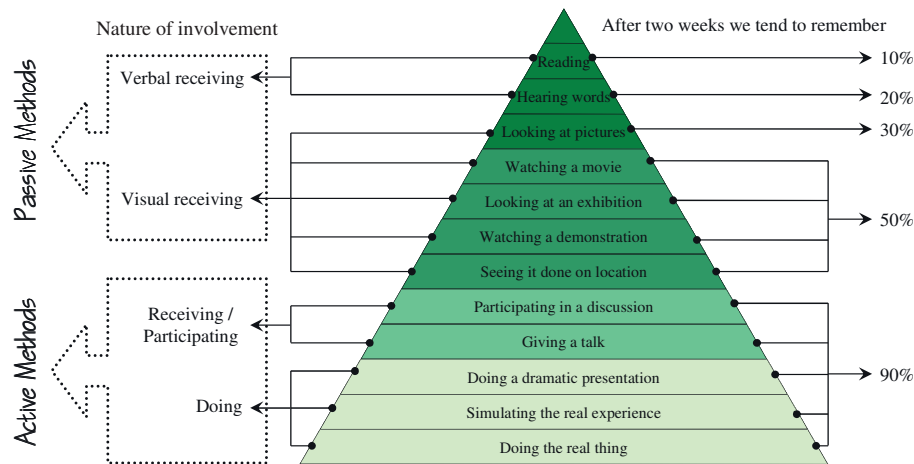 Nature of involvement
After two weeks we tend to remember
Passive Methods
Verbal receiving
Visual receiving
Active Methods
Receiving /
Participating
Doing
Reading
Hearing words
Looking at pictures
Watching a movie
Looking at an exhibition
Watching a demonstration
Seeing it done on location
Participating in a discussion
Giving a talk
Doing a dramatic presentation
Simulating the real experience
Doing the real thing
10%
20%
30%
50%
90%